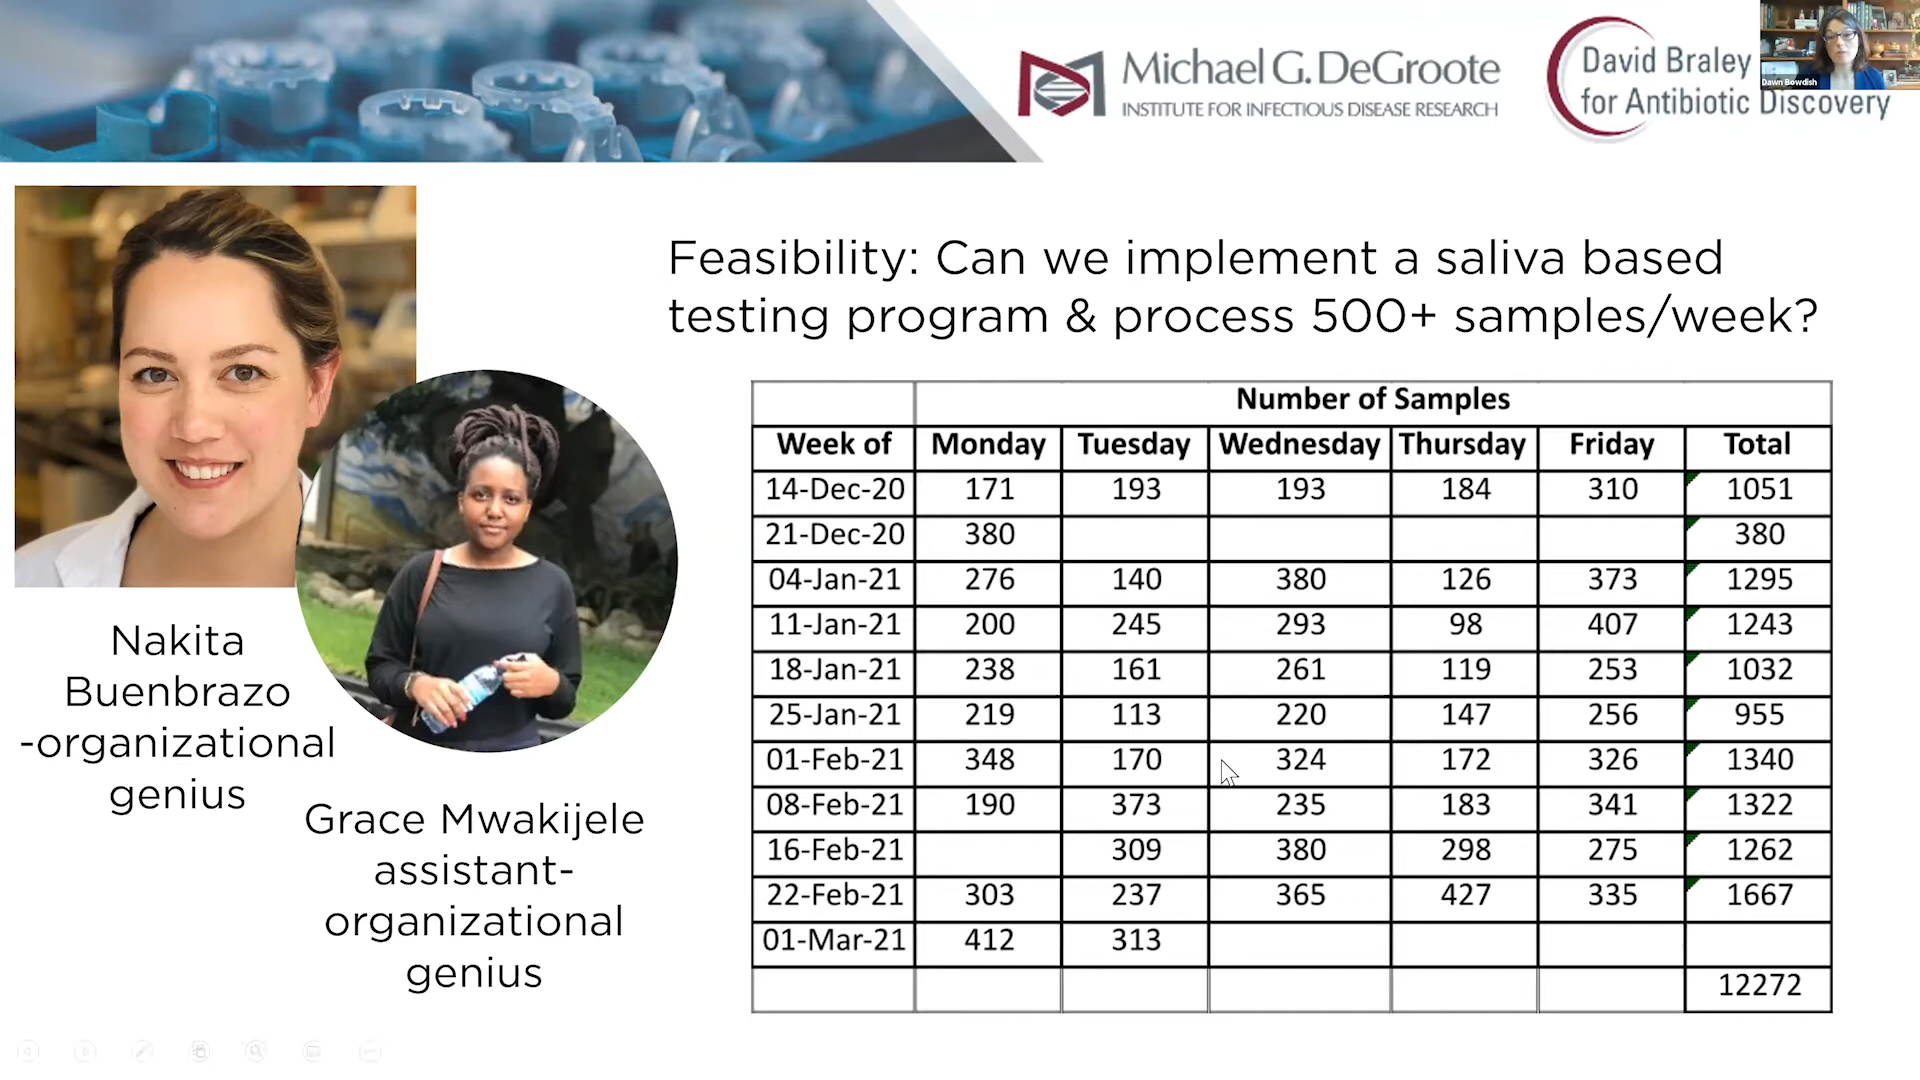 Michael G. DeGroote
INSTITUTE FOR INFECTIOUS DISEASE RESEARCH
David Braley
for Antibiotic Discovery
Dawn Bowdish
Feasibility: Can we implement a saliva based
testing program & process 500+ samples/week?
Nakita
Buenbrazo
-organizational
genius
Grace Mwakijele
assistant-
organizational
genius
Number of Samples
Week of Monday Tuesday Wednesday Thursday Friday Total
14-Dec-20 171 193 193 184 310 1051
21-Dec-20 380 380
04-Jan-21 276 140 380 126 373 1295
11-Jan-21 200 245 293 98 407 1243
18-Jan-21 238 161 261 119 253 1032
25-Jan-21 219 113 220 147 256 955
01-Feb-21 348 170 324 172 326 1340
08-Feb-21 190 373 235 183 341 1322
16-Feb-21 309 380 298 275 1262
22-Feb-21 303 237 365 427 335 1667
01-Mar-21 412 313
12272